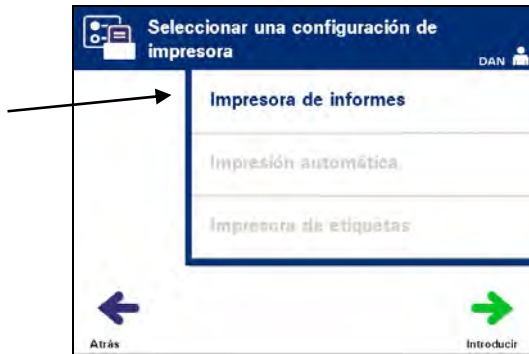 Seleccionar una configuración de
impresora
DAN
Impresora de informes
Impresión automática
Impresora de etiquetas
Atrás
Introducir